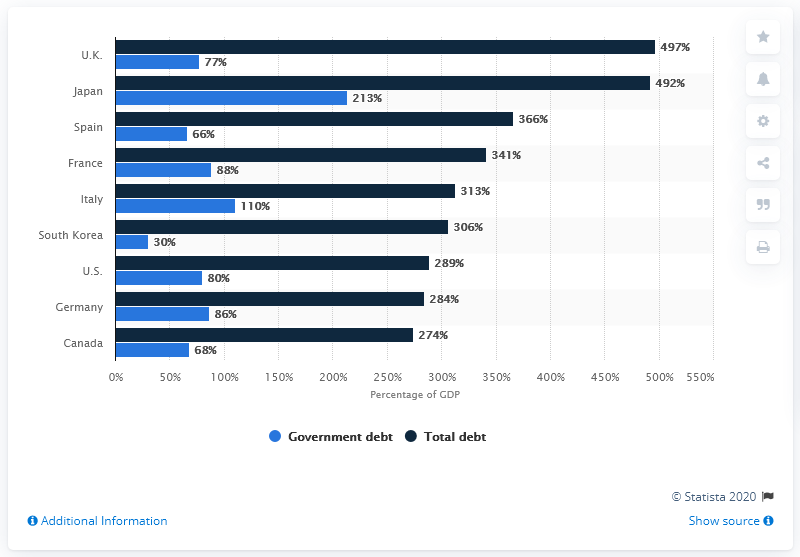 U.K. 497%
77%
Japan 492%
213%
Spain 366%
66%
France 341%
88%
Italy 313%
110%
South Korea 306%
30%
U.S. 289%
80%
Germany 284%
86%
Canada 274%
68%
0% 50% 100% 150% 200% 250% 300% 350% 400% 450% 500% 550%
Percentage of GDP
Government debt Total debt
© Statista 2020
Additional Information Show source